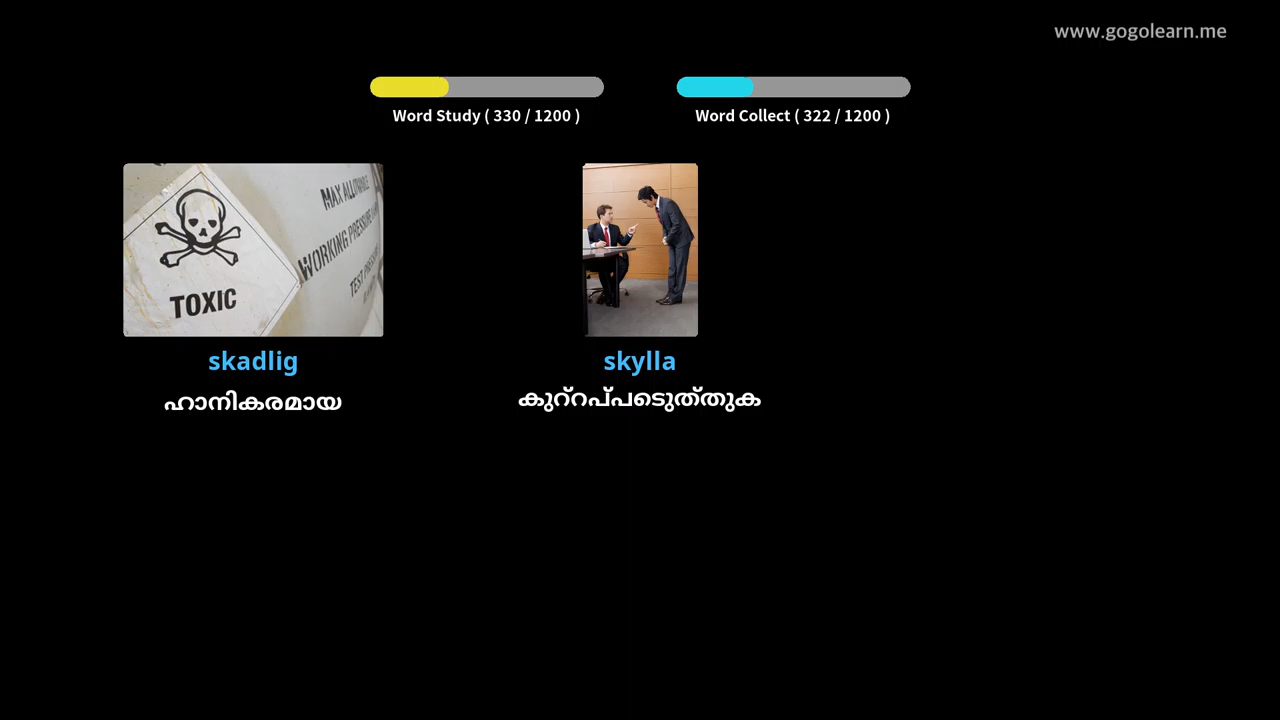 www.gogolearn.me
Word Study ( 330 / 1200 )
Word Collect ( 322 / 1200 )
MAX ALLOWABLE
WORKING PRESSURE
TEST
TOXIC
skadlig
skylla
ഹാനികരമായ
കുറ്റപ്പെടുത്തുക